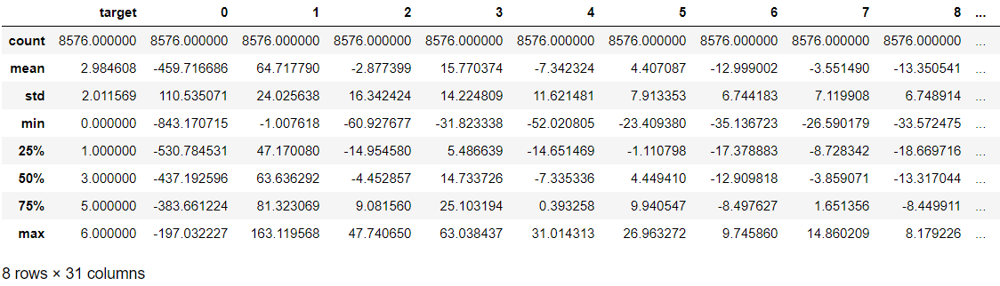 target 0 1 2 3 4 5 6 7 8 ...
count 8576.000000 8576.000000 8576.000000 8576.000000 8576.000000 8576.000000 8576.000000 8576.000000 8576.000000 8576.000000 ...
mean 2.984608 -459.716686 64.717790 -2.877399 15.770374 -7.342324 4.407087 -12.999002 -3.551490 -13.350541 ...
std 2.011569 110.535071 24.025638 16.342424 14.224809 11.621481 7.913353 6.744183 7.119908 6.748914 ...
min 0.000000 -843.170715 -1.007618 -60.927677 -31.823338 -52.020805 -23.409380 -35.136723 -26.590179 -33.572475 ...
25% 1.000000 -530.784531 47.170080 -14.954580 5.486639 -14.651469 -1.110798 -17.378883 -8.728342 -18.669716 ...
50% 3.000000 -437.192596 63.636292 -4.452857 14.733726 -7.335336 4.449410 -12.909818 -3.859071 -13.317044 ...
75% 5.000000 -383.661224 81.323069 9.081560 25.103194 0.393258 9.940547 -8.497627 1.651356 -8.449911 ...
max 6.000000 -197.032227 163.119568 47.740650 63.038437 31.014313 26.963272 9.745860 14.860209 8.179226 ...
8 rows × 31 columns